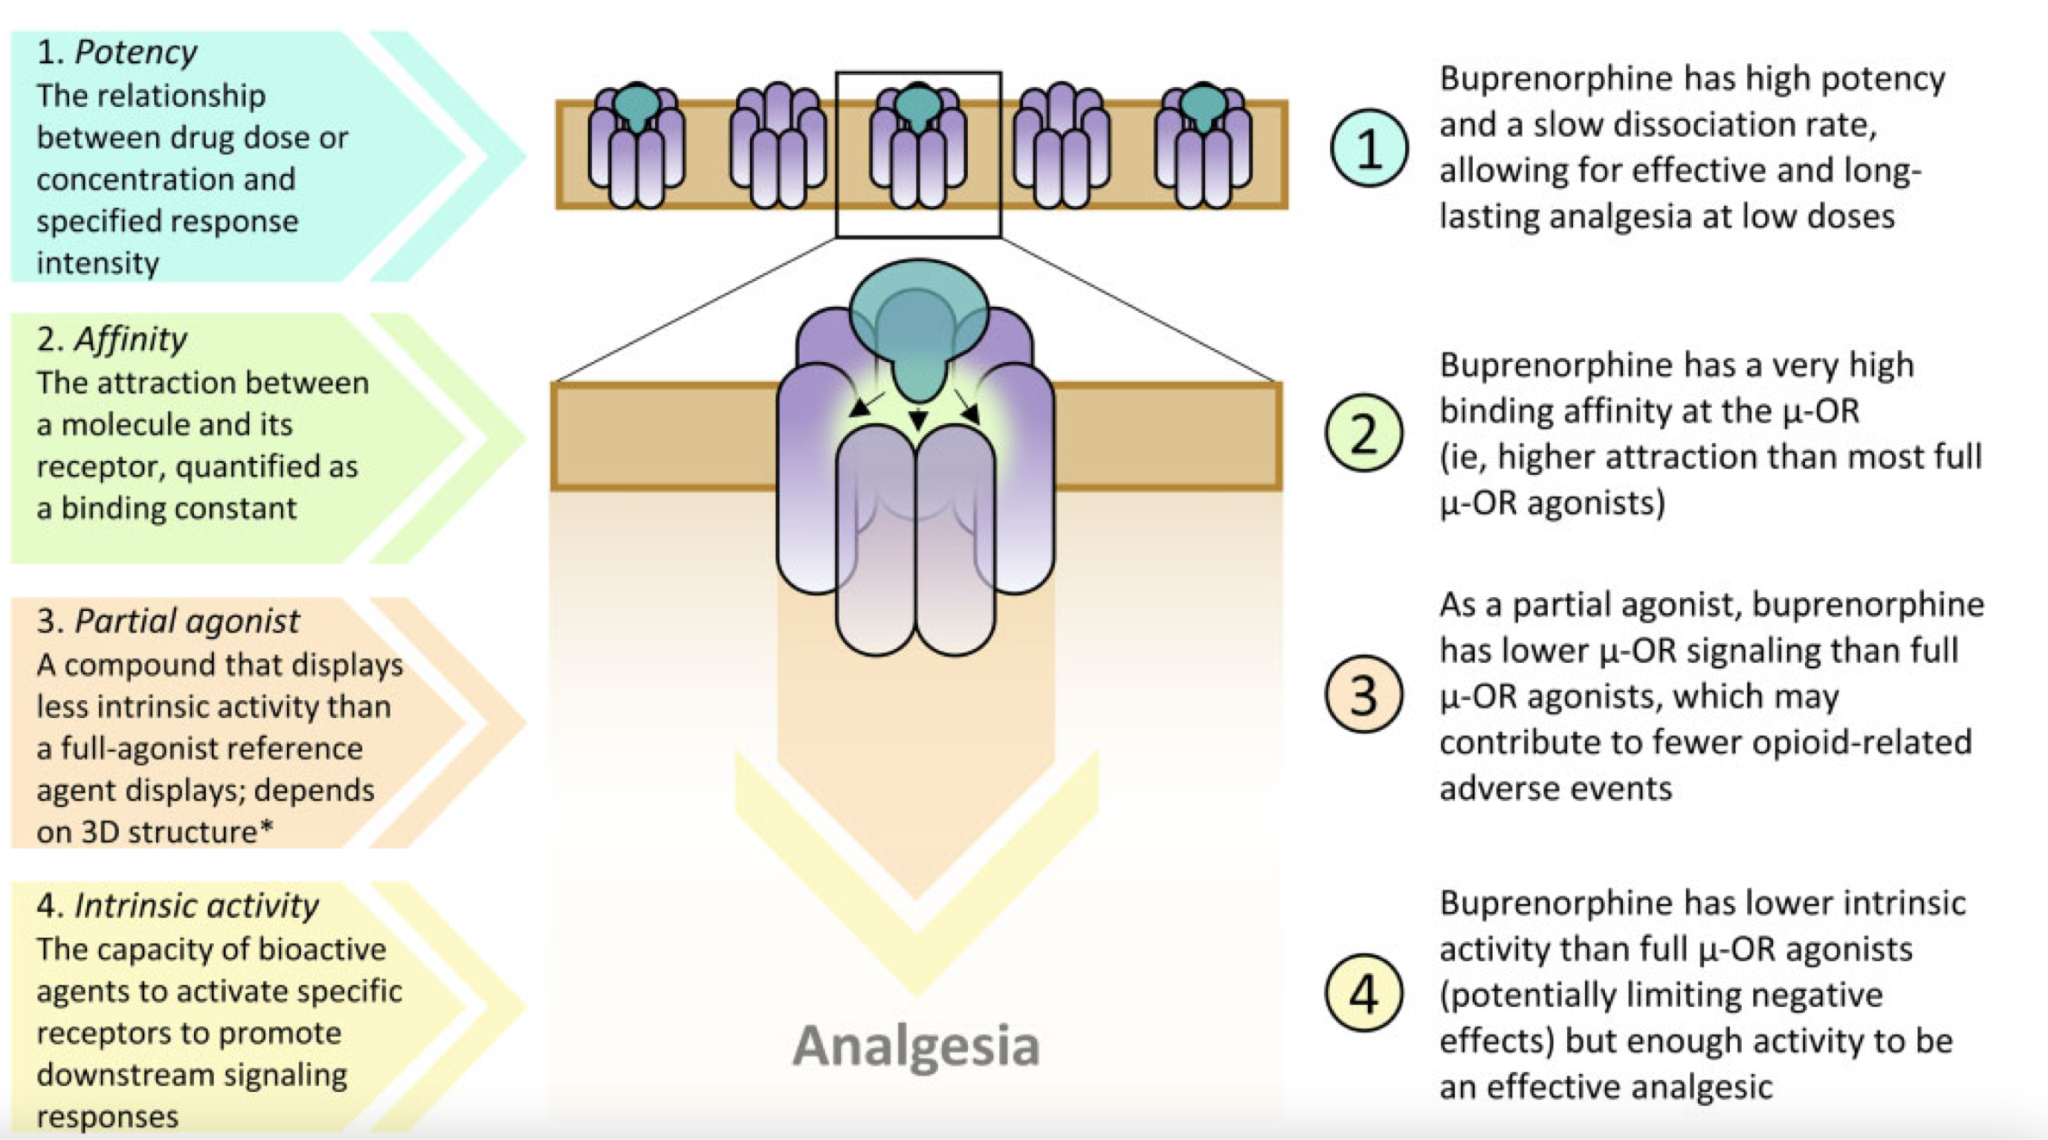 1. Potency
The relationship
between drug dose or
concentration and
specified response
intensity
2. Affinity
The attraction between
a molecule and its
receptor, quantified as
a binding constant
3. Partial agonist
A compound that displays
less intrinsic activity than
a full-agonist reference
agent displays; depends
on 3D structure*
4. Intrinsic activity
The capacity of bioactive
agents to activate specific
receptors to promote
downstream signaling
responses
Analgesia
1
Buprenorphine has high potency
and a slow dissociation rate,
allowing for effective and long-
lasting analgesia at low doses
2
Buprenorphine has a very high
binding affinity at the μ-OR
(ie, higher attraction than most full
μ-OR agonists)
3
As a partial agonist, buprenorphine
has lower μ-OR signaling than full
μ-OR agonists, which may
contribute to fewer opioid-related
adverse events
4
Buprenorphine has lower intrinsic
activity than full μ-OR agonists
(potentially limiting negative
effects) but enough activity to be
an effective analgesic